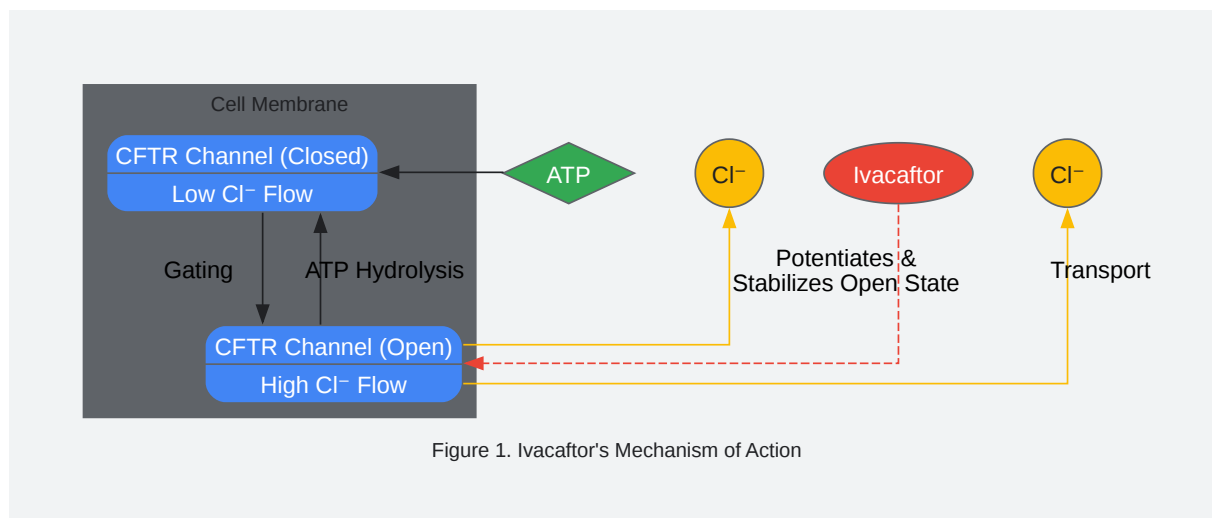 Cell Membrane
CFTR Channel (Closed)
Low Cl⁻ Flow
ATP
Cl⁻
Ivacaftor
Cl⁻
Gating
ATP Hydrolysis
Potentiates &
Stabilizes Open State
Transport
CFTR Channel (Open)
High Cl⁻ Flow
Figure 1. Ivacaftor's Mechanism of Action